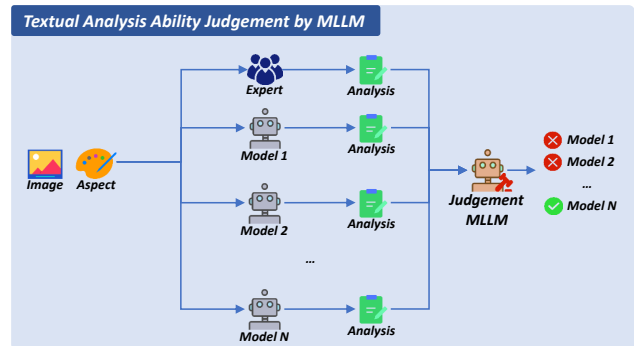 Textual Analysis Ability Judgement by MLLM
Expert
Analysis
Model 1
Analysis
Image
Aspect
Model 2
Analysis
...
Model N
Analysis
Judgement
MLLM
Model 1
Model 2
...
Model N